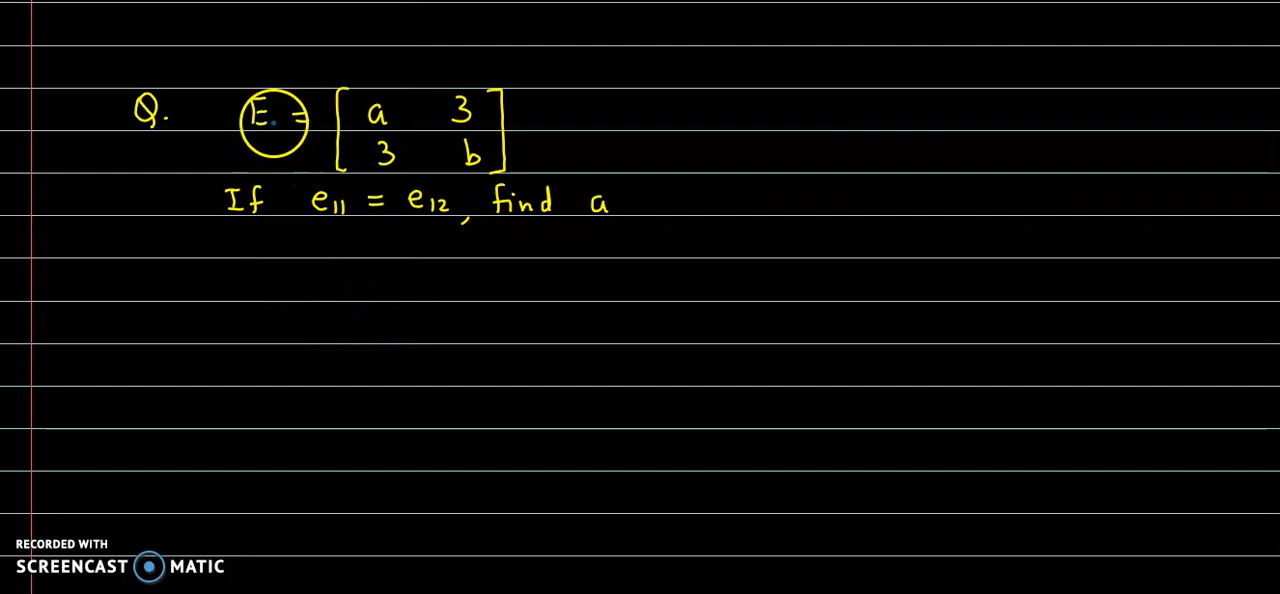 Q. E = [ a 3
3 b ]
If e11 = e12, find a
RECORDED WITH
SCREENCAST MATIC